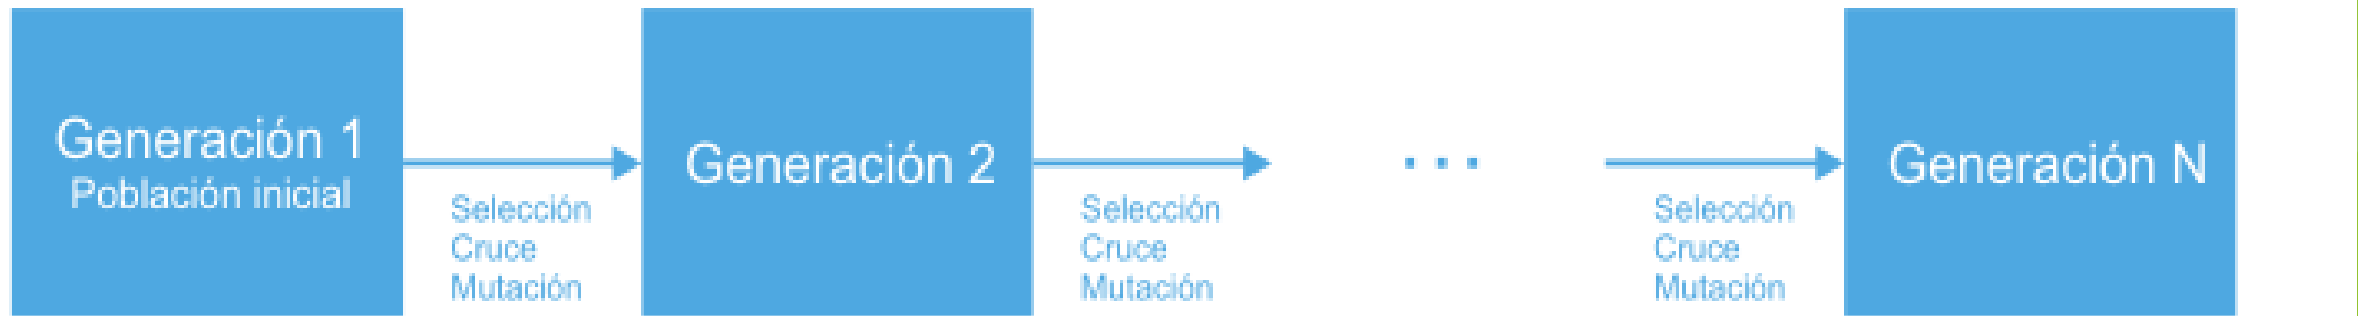 Generación 1
Población inicial
Selección
Cruce
Mutación
Generación 2
Selección
Cruce
Mutación
...
Selección
Cruce
Mutación
Generación N